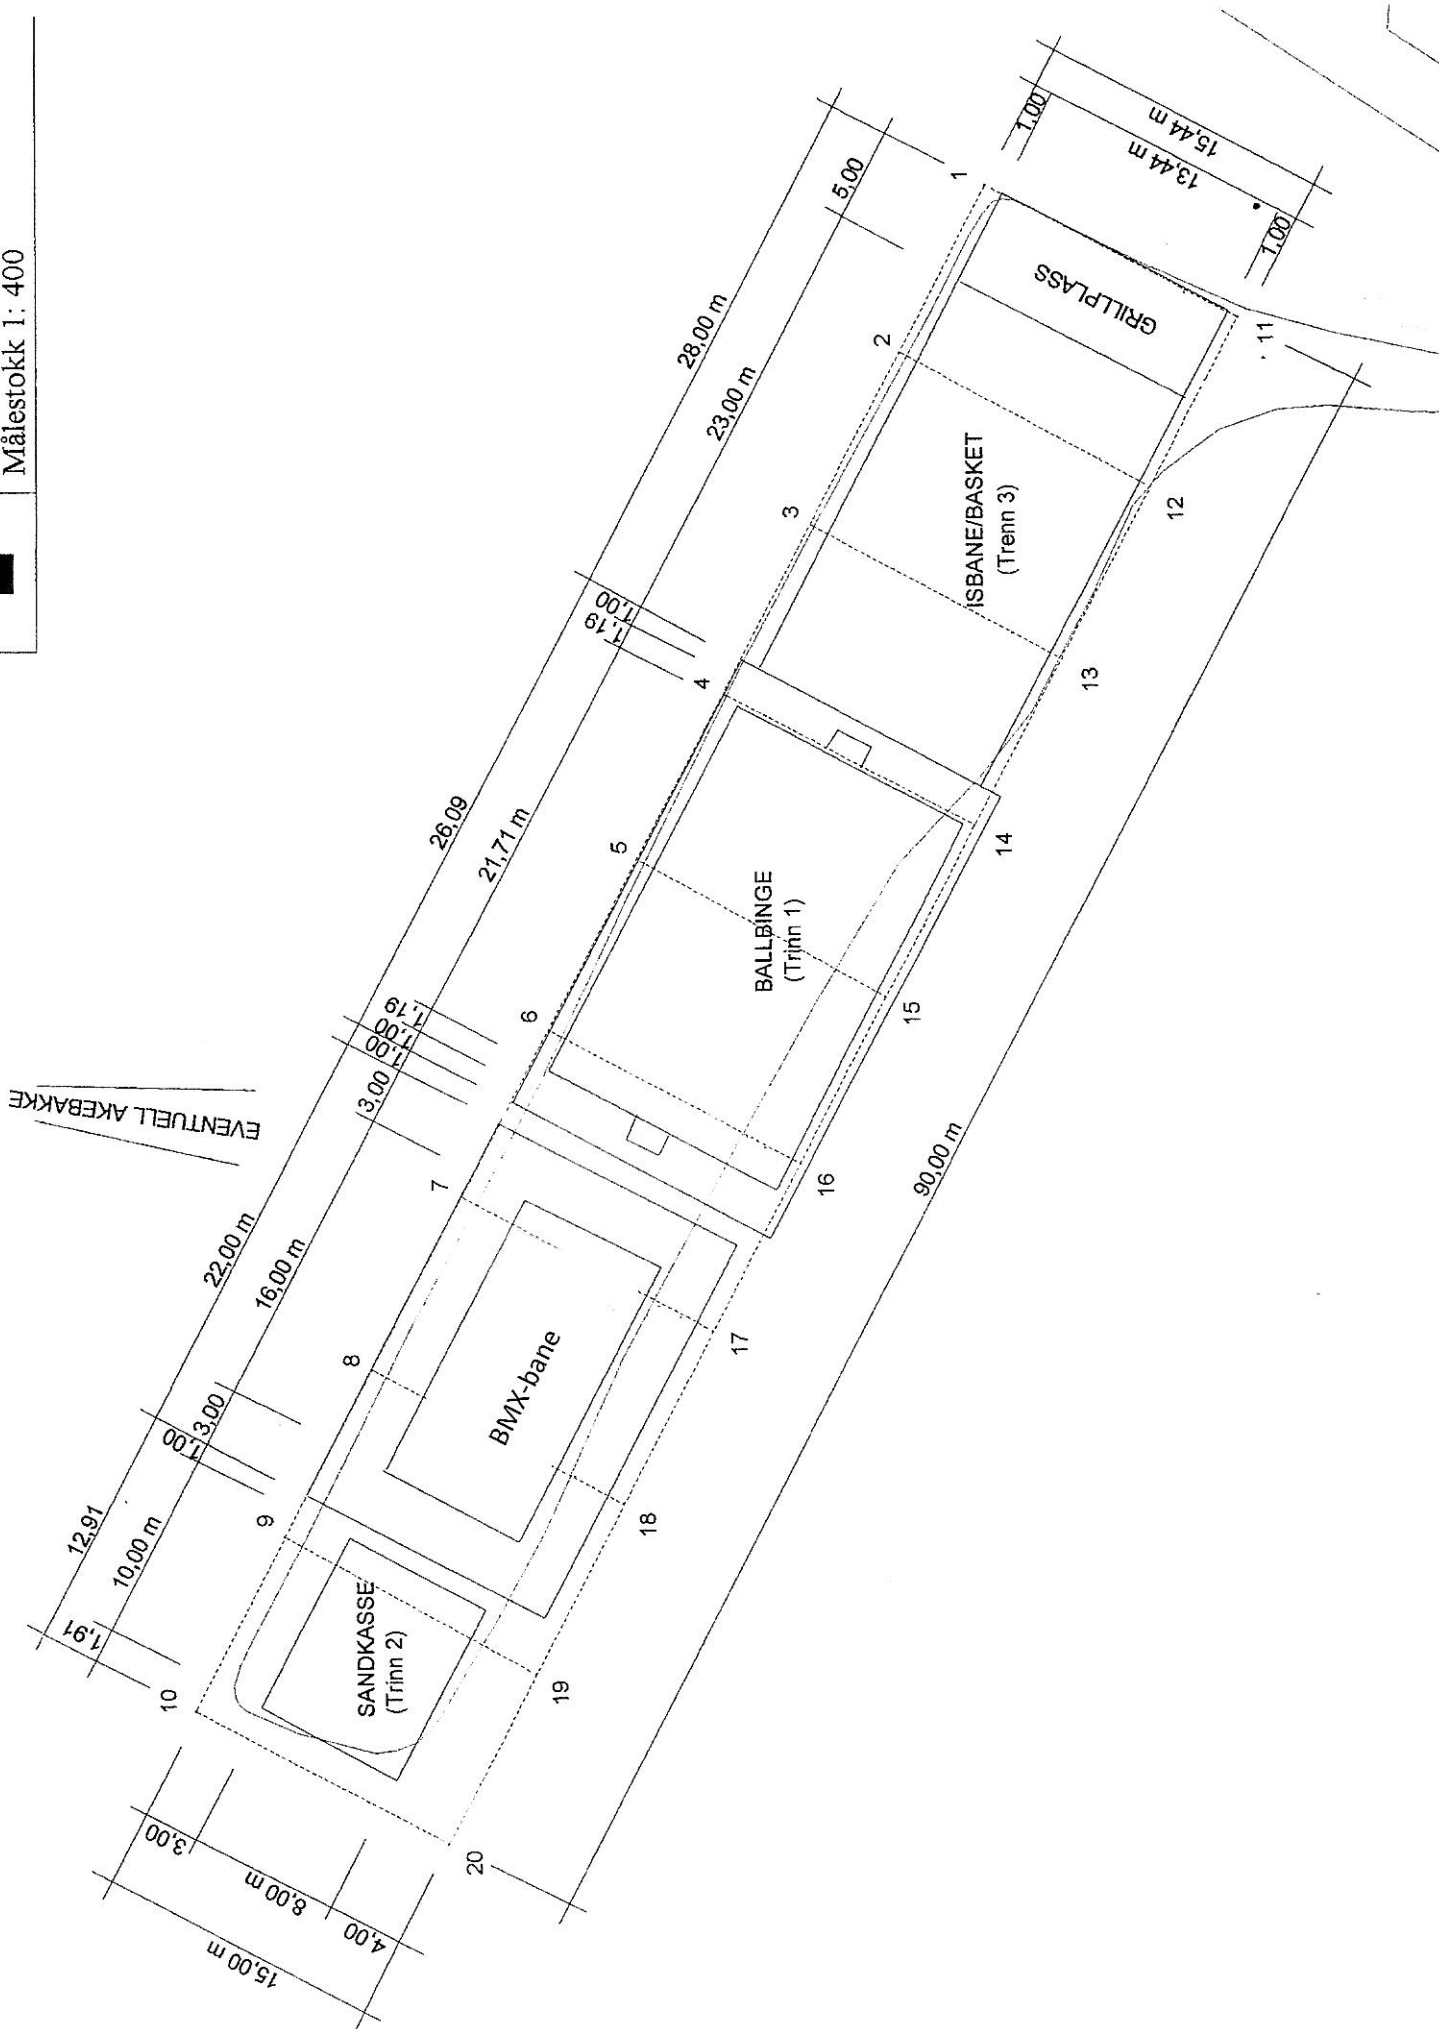 Målestokk 1: 400
1,00
15,44 m
13,44 m
1,00
5,00
1
28,00 m
23,00 m
GRILLPLASS
2
11
3
ISBANE/BASKET
(Trenn 3)
12
1,00
1,19
4
13
26,09
21,71 m
5
14
BALLBINGE
(Trinn 1)
15
1,19
1,00
1,00
3,00
6
16
EVENTUELL AKEBAKKE
90,00 m
7
22,00 m
16,00 m
17
8
BMX-bane
3,00
1,00
18
9
12,91
10,00 m
SANDKASSE
(Trinn 2)
1,91
19
10
20
3,00
8,00 m
4,00
15,00 m